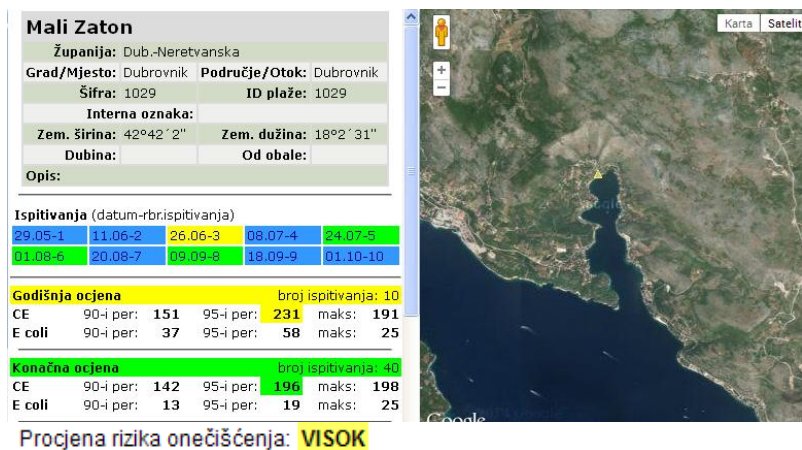 Mali Zaton
Županija: Dub.-Neretvanska
Grad/Mjesto: Dubrovnik Područje/Otok: Dubrovnik
Šifra: 1029 ID plaže: 1029
Interna oznaka:
Zem. širina: 42º42´2" Zem. dužina: 18º2´31"
Dubina: Od obale:
Opis:
Ispitivanja (datum-rbr.ispitivanja)
29.05-1 11.06-2 26.06-3 08.07-4 24.07-5
01.08-6 20.08-7 09.09-8 18.09-9 01.10-10
Godišnja ocjena broj ispitivanja: 10
CE 90-i per: 151 95-i per: 231 maks: 191
E coli 90-i per: 37 95-i per: 58 maks: 25
Konačna ocjena broj ispitivanja: 40
CE 90-i per: 142 95-i per: 196 maks: 198
E coli 90-i per: 13 95-i per: 19 maks: 25
Procjena rizika onečišćenja: VISOK
Karta Satelit
Google
Google